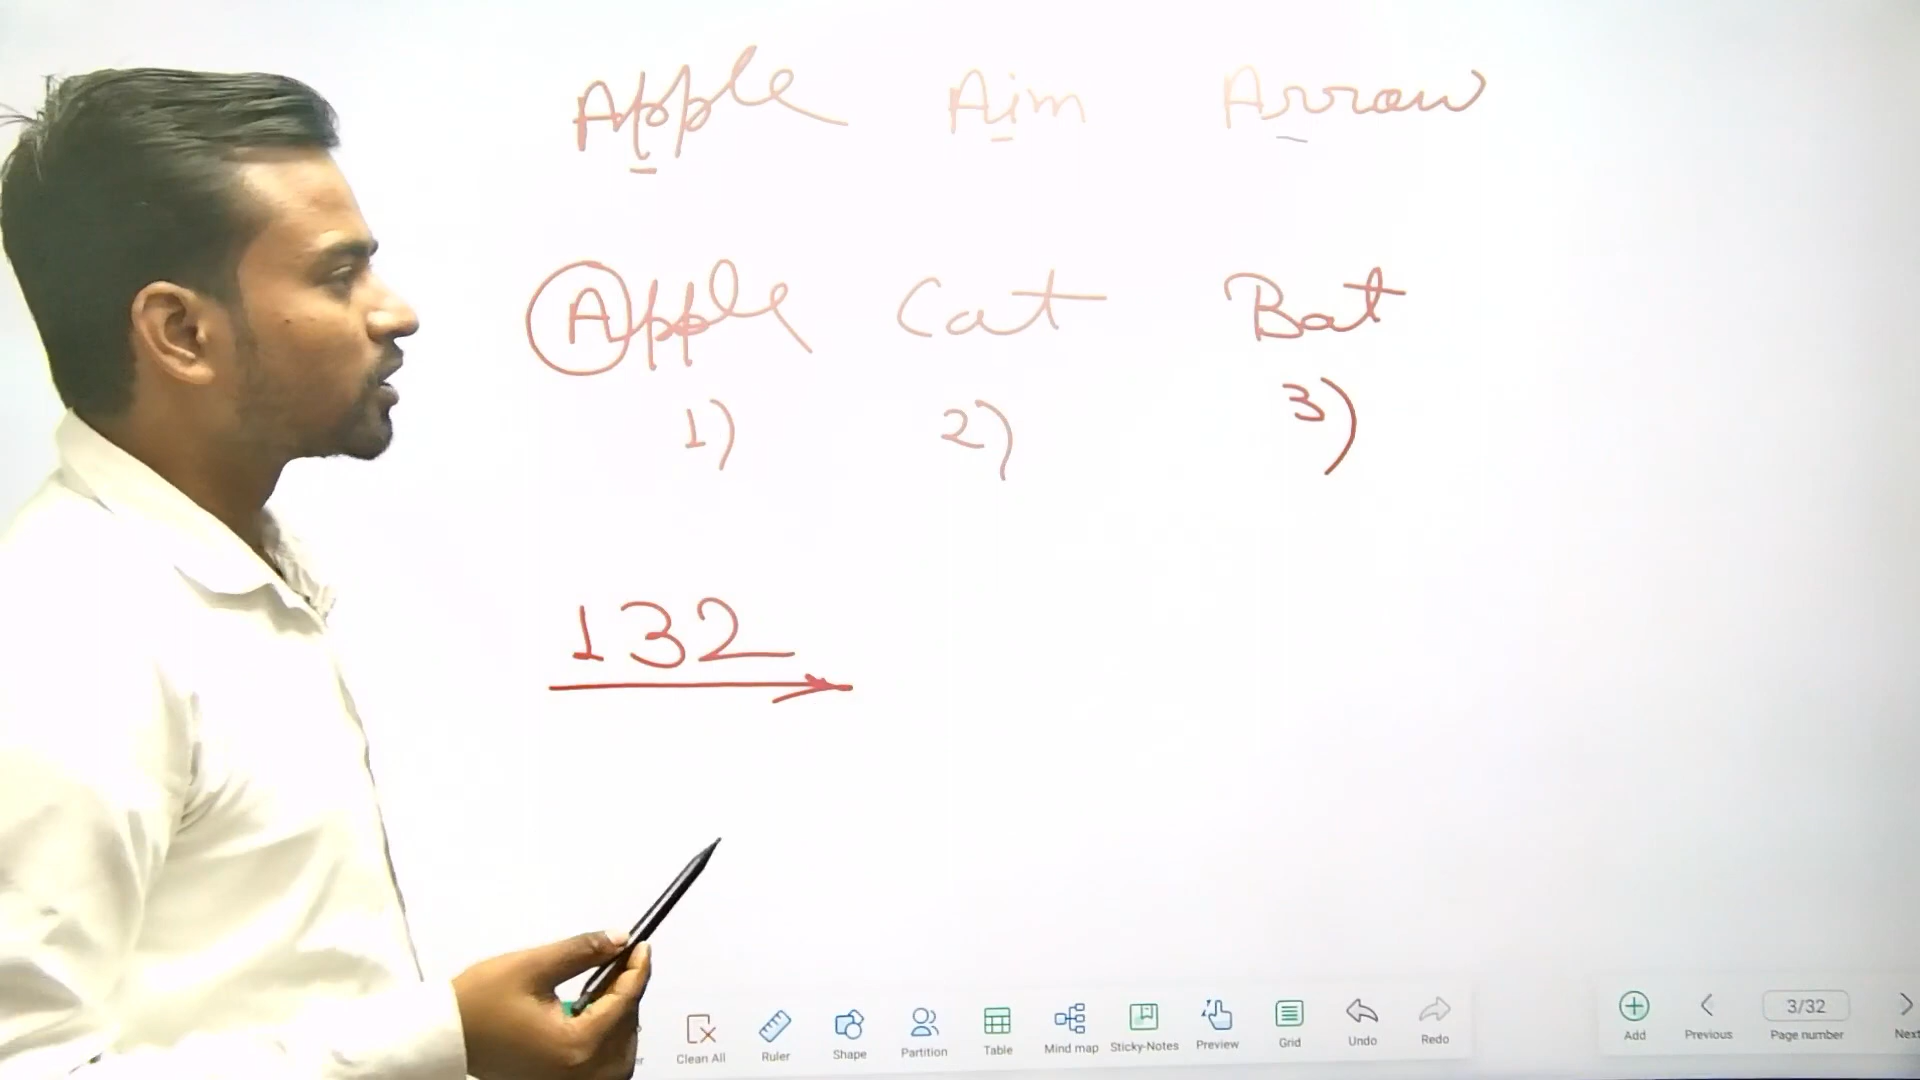 Apple Aim Arrow
Apple Cat Bat
1) 2) 3)
132
Clean All Ruler Shape Partition Table Mind map Sticky-Notes Preview Grid Undo Redo Add Previous 3/32 Page number Next